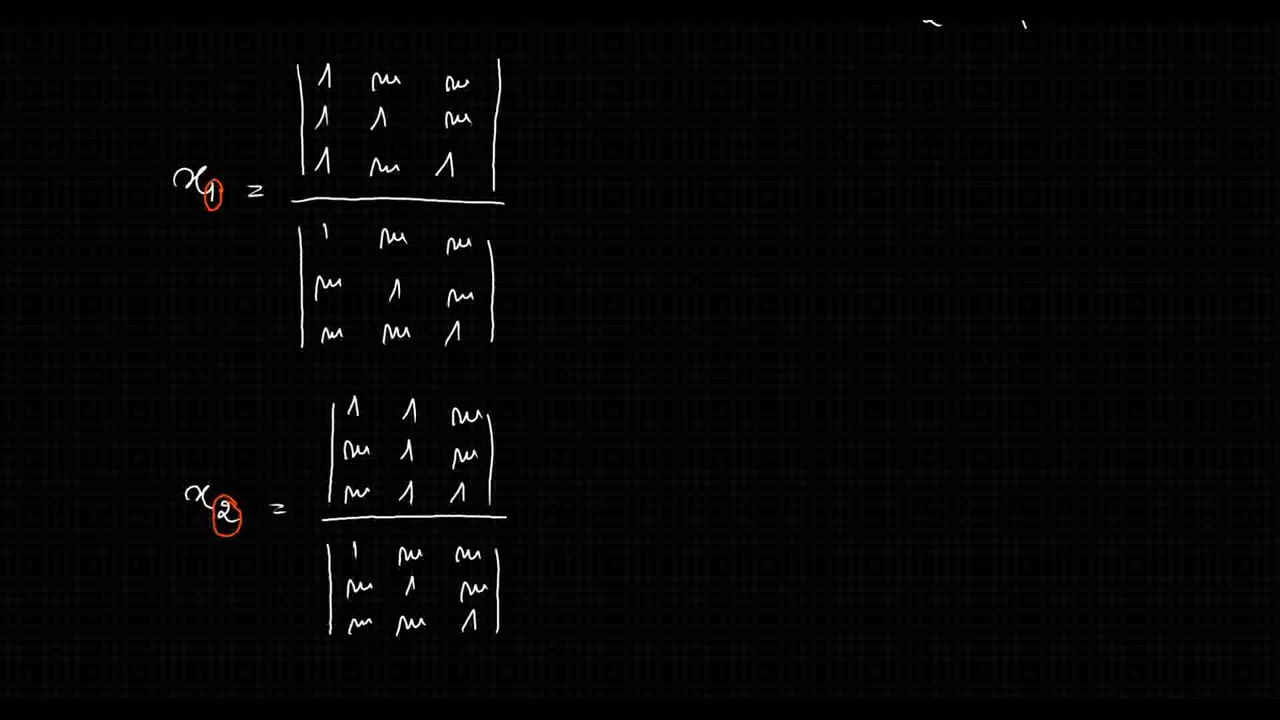 | 1 m m |
| 1 1 m |
| 1 m 1 |
x₁ =
| 1 m m |
| m 1 m |
| m m 1 |
| 1 1 m |
| m 1 m |
| m 1 1 |
x₂ =
| 1 m m |
| m 1 m |
| m m 1 |